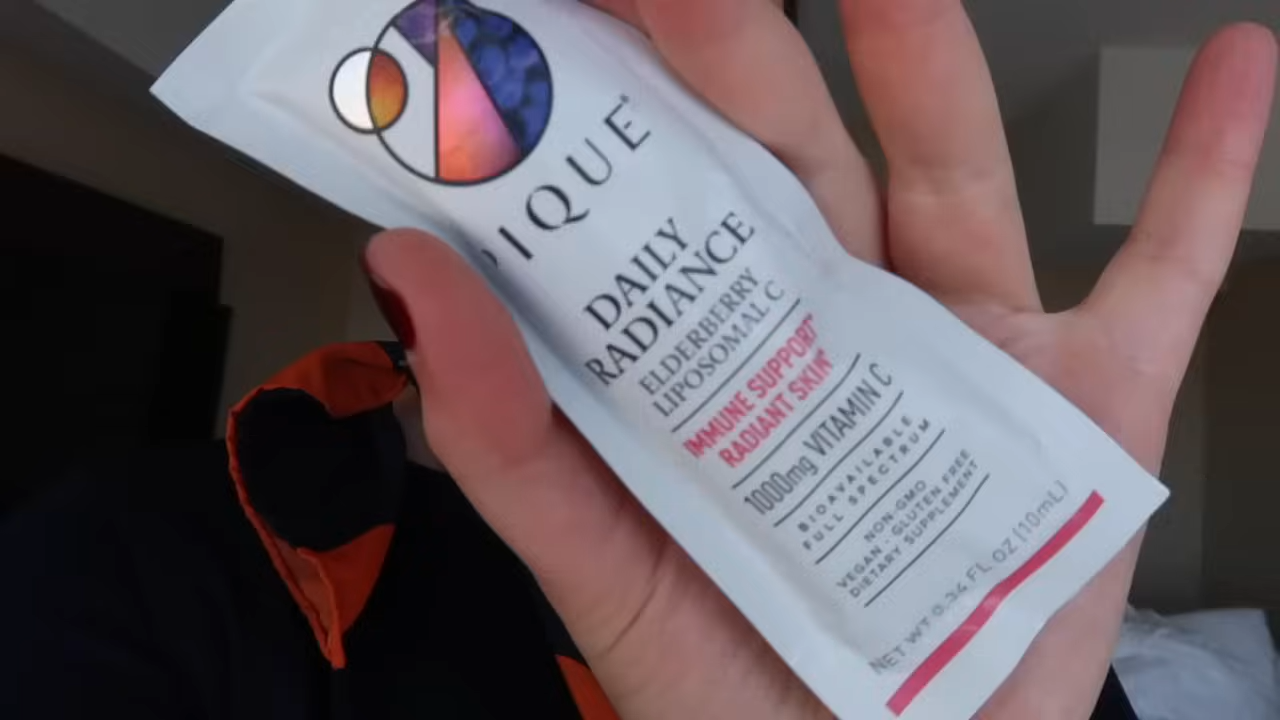 IQUE
DAILY
RADIANCE
ELDERBERRY
LIPOSOMAL C
IMMUNE SUPPORT*
RADIANT SKIN*
1000mg VITAMIN C
BIOAVAILABLE
FULL SPECTRUM
NON-GMO
VEGAN - GLUTEN FREE
DIETARY SUPPLEMENT
NET WT 0.34 FL OZ (10mL)